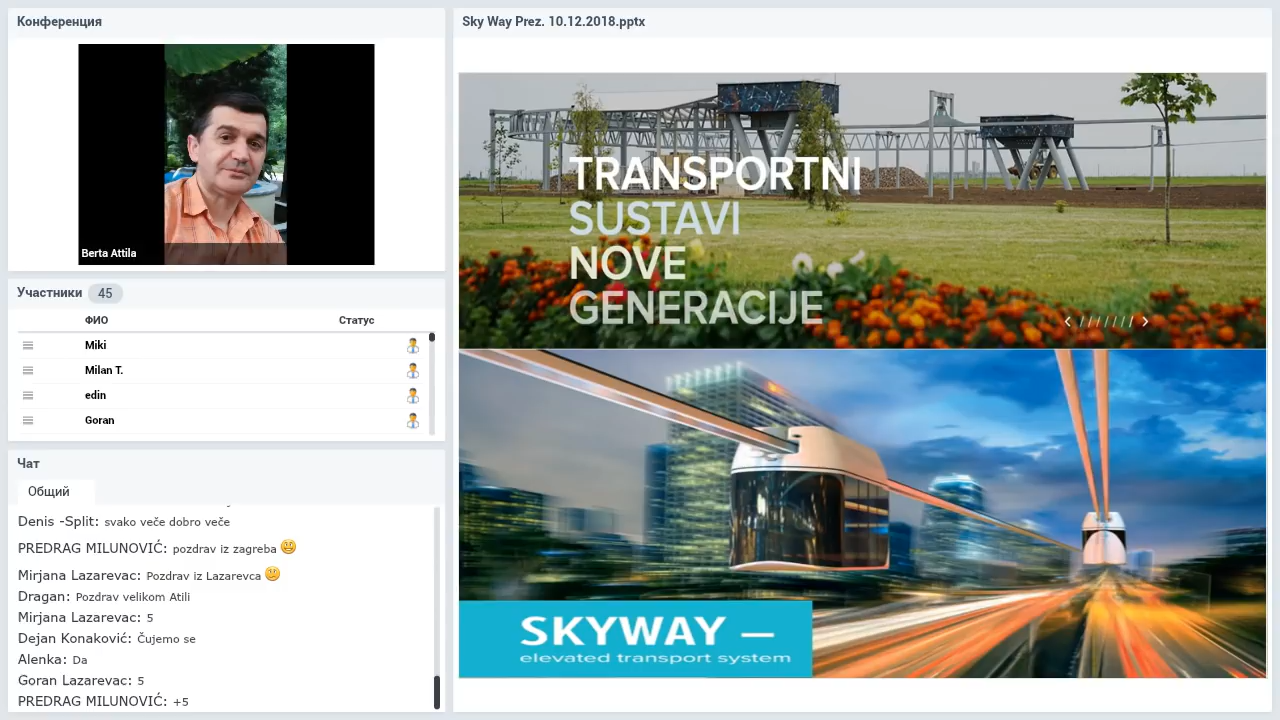 Конференция
Berta Attila
Участники 45
ФИО Статус
Miki
Milan T.
edin
Goran
Чат
Общий
Denis -Split: svako veče dobro veče
PREDRAG MILUNOVIĆ: pozdrav iz zagreba
Mirjana Lazarevac: Pozdrav iz Lazarevca
Dragan: Pozdrav velikom Atili
Mirjana Lazarevac: 5
Dejan Konaković: Čujemo se
Alenka: Da
Goran Lazarevac: 5
PREDRAG MILUNOVIĆ: +5
Sky Way Prez. 10.12.2018.pptx
TRANSPORTNI
SUSTAVI
NOVE
GENERACIJE
SKYWAY —
elevated transport system